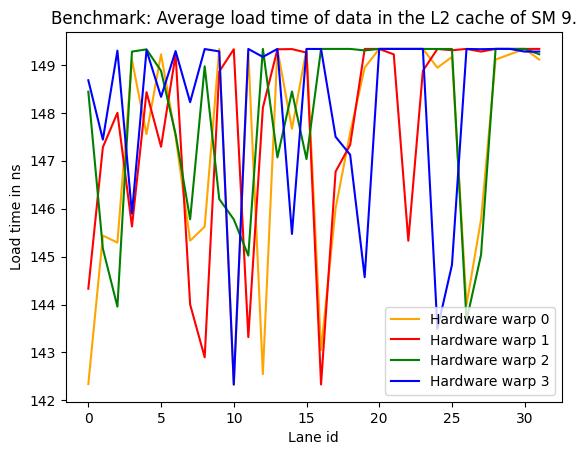 Benchmark: Average load time of data in the L2 cache of SM 9.
Load time in ns
149
148
147
146
145
144
143
142
0 5 10 15 20 25 30
Lane id
Hardware warp 0
Hardware warp 1
Hardware warp 2
Hardware warp 3